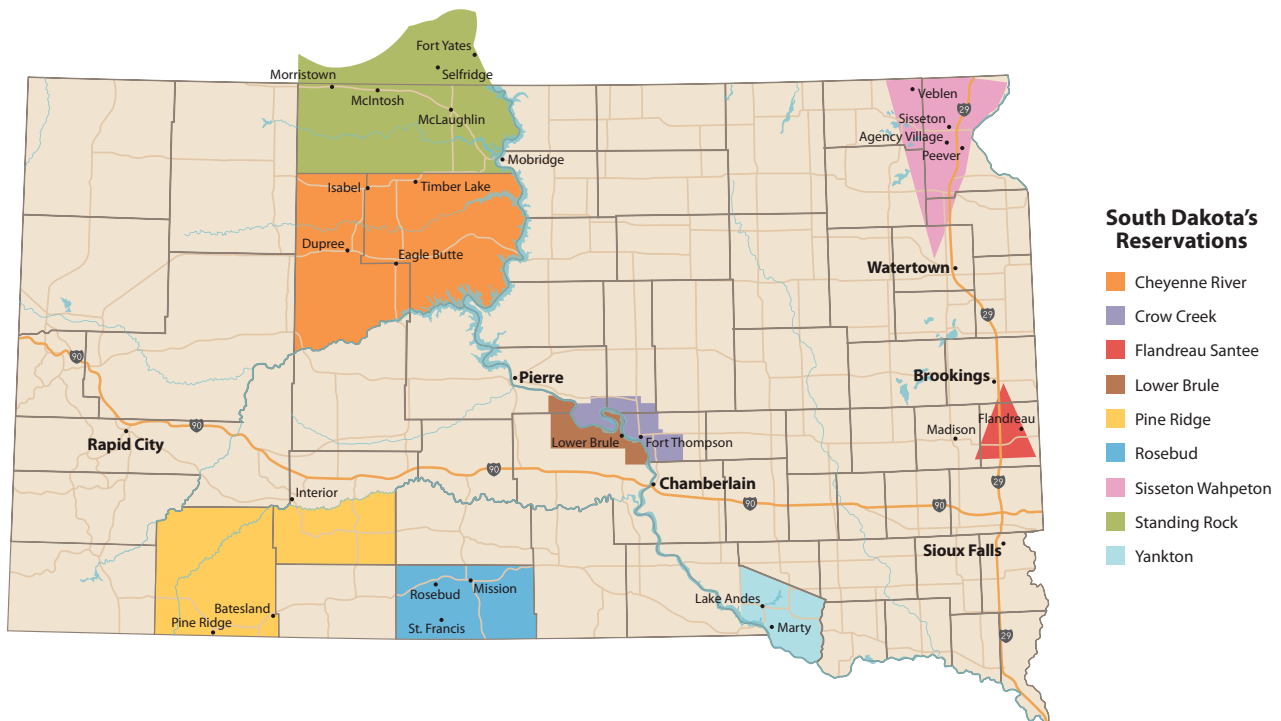 Fort Yates
Selfridge
Morristown
McIntosh
McLaughlin
Mobridge
Isabel
Timber Lake
Dupree
Eagle Butte
Veblen
29
Sisseton
Agency Village
Peever
Watertown
29
90
Pierre
Brookings
Rapid City
90
Lower Brule
Fort Thompson
Madison
Flandreau
90
Chamberlain
29
Interior
90
90
Sioux Falls
Rosebud
Mission
St. Francis
Batesland
Pine Ridge
Lake Andes
Marty
29
South Dakota’s
Reservations
Cheyenne River
Crow Creek
Flandreau Santee
Lower Brule
Pine Ridge
Rosebud
Sisseton Wahpeton
Standing Rock
Yankton